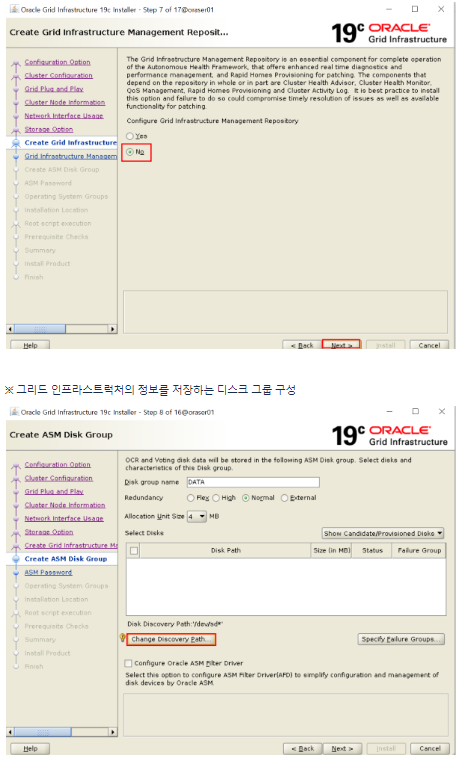 Oracle Grid Infrastructure 19c Installer - Step 7 of 17@oraser01
Create Grid Infrastructure Management Reposit...
19c ORACLE
Grid Infrastructure
Configuration Option
Cluster Configuration
Grid Plug and Play
Cluster Node Information
Network Interface Usage
Storage Option
Create Grid Infrastructure
Grid Infrastructure Managem
Create ASM Disk Group
ASM Password
Operating System Groups
Installation Location
Root script execution
Prerequisite Checks
Summary
Install Product
Finish
The Grid Infrastructure Management Repository is an essential component for complete operation
of the Autonomous Health Framework, that offers enhanced real time diagnostics and
performance management, and Rapid Homes Provisioning for patching. The components that
depend on the repository in whole or in part are Cluster Health Advisor, Cluster Health Monitor,
QoS Management, Rapid Homes Provisioning and Cluster Activity Log. It is best practice to install
this option and failure to do so could compromise timely resolution of issues as well as available
functionality for patching.
Configure Grid Infrastructure Management Repository
Yes
No
Help
< Back
Next >
Install
Cancel
※ 그리드 인프라스트럭처의 정보를 저장하는 디스크 그룹 구성
Oracle Grid Infrastructure 19c Installer - Step 8 of 16@oraser01
Create ASM Disk Group
19c ORACLE
Grid Infrastructure
Configuration Option
Cluster Configuration
Grid Plug and Play
Cluster Node Information
Network Interface Usage
Storage Option
Create Grid Infrastructure Ma
Create ASM Disk Group
ASM Password
Operating System Groups
Installation Location
Root script execution
Prerequisite Checks
Summary
Install Product
Finish
OCR and Voting disk data will be stored in the following ASM Disk group. Select disks and
characteristics of this Disk group.
Disk group name DATA
Redundancy Flex High Normal External
Allocation Unit Size 4 MB
Select Disks Show Candidate/Provisioned Disks
Disk Path Size (in MB) Status Failure Group
Disk Discovery Path:'/dev/sd*'
Change Discovery Path... Specify Failure Groups...
Configure Oracle ASM Filter Driver
Select this option to configure ASM Filter Driver(AFD) to simplify configuration and management of
disk devices by Oracle ASM.
Help
< Back
Next >
Install
Cancel